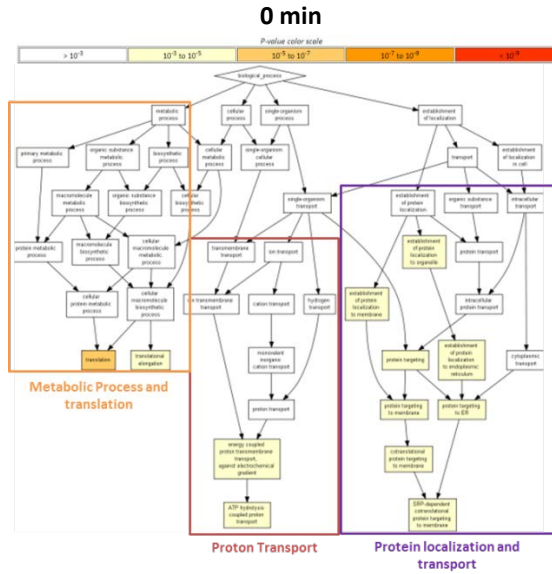 0 min
P-value color scale
> 10⁻³
10⁻³ to 10⁻⁵
10⁻⁵ to 10⁻⁷
10⁻⁷ to 10⁻⁹
< 10⁻⁹
biological_process
metabolic
process
cellular
process
single-organism
process
establishment
of localization
primary metabolic
process
organic substance
metabolic process
biosynthetic
process
cellular
metabolic
process
single-organism
cellular process
transport
establishment
of localization
in cell
macromolecule
metabolic
process
organic substance
biosynthetic
process
cellular
biosynthetic
process
single-organism
transport
establishment
of protein
localization
organic substance
transport
intracellular
transport
protein metabolic
process
macromolecule
biosynthetic
process
cellular
macromolecule
metabolic process
transmembrane
transport
ion transport
establishment
of protein
localization
to organelle
protein transport
cellular
protein metabolic
process
cellular
macromolecule
biosynthetic
process
ion transmembrane
transport
cation transport
hydrogen
transport
establishment
of protein
localization
to membrane
intracellular
protein transport
translation
translational
elongation
monovalent
inorganic
cation transport
protein targeting
establishment
of protein
localization
to endoplasmic
reticulum
cytoplasmic
transport
Metabolic Process and
translation
proton transport
protein targeting
to membrane
protein targeting
to ER
energy coupled
proton transmembrane
transport,
against electrochemical
gradient
cotranslational
protein targeting
to membrane
ATP hydrolysis
coupled proton
transport
SRP-dependent
cotranslational
protein targeting
to membrane
Proton Transport
Protein localization and
transport